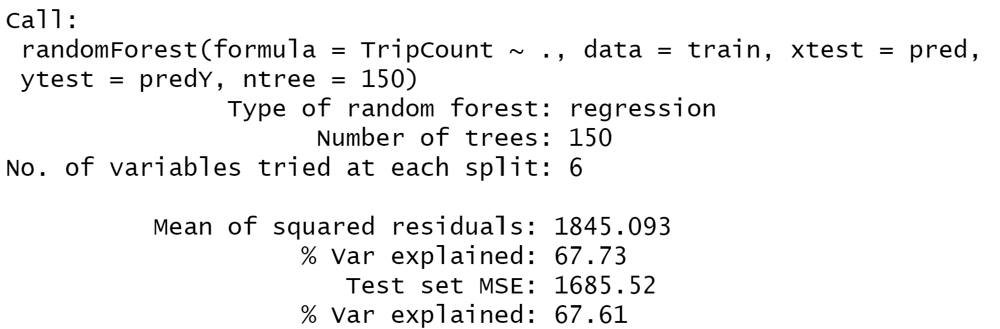 Call:
randomForest(formula = TripCount ~ ., data = train, xtest = pred,
ytest = predY, ntree = 150)
Type of random forest: regression
Number of trees: 150
No. of variables tried at each split: 6
Mean of squared residuals: 1845.093
% Var explained: 67.73
Test set MSE: 1685.52
% Var explained: 67.61